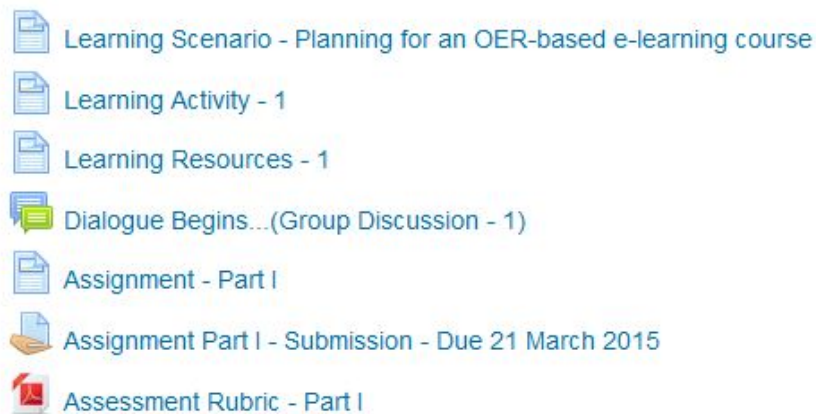 Learning Scenario - Planning for an OER-based e-learning course
Learning Activity - 1
Learning Resources - 1
Dialogue Begins...(Group Discussion - 1)
Assignment - Part I
Assignment Part I - Submission - Due 21 March 2015
Assessment Rubric - Part I